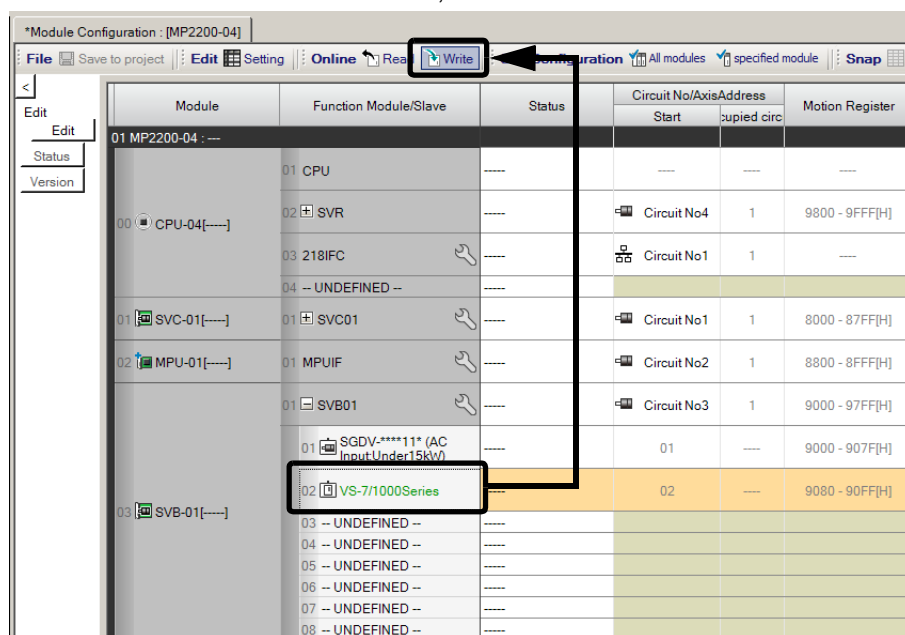 *Module Configuration : [MP2200-04]
File Save to project Edit Setting Online Read Write All modules specified module Snap
<
Edit
Edit
Status
Version
Module Function Module/Slave Status Circuit No/AxisAddress Motion Register
Start
01 MP2200-04 : ---
00 CPU-04[-----] 01 CPU ----- ---- ---- ----
02 SVR ----- Circuit No4 1 9800 - 9FFF[H]
03 218IFC ----- Circuit No1 1 ----
04 -- UNDEFINED -- -----
01 SVC-01[-----] 01 SVC01 ----- Circuit No1 1 8000 - 87FF[H]
02 MPU-01[-----] 01 MPUIF ----- Circuit No2 1 8800 - 8FFF[H]
03 SVB-01[-----] 01 SVB01 ----- Circuit No3 1 9000 - 97FF[H]
01 SGDV-****11* (AC
Input:Under15kW) ----- 01 ---- 9000 - 907F[H]
02 VS-7/1000Series ----- 02 ---- 9080 - 90FF[H]
03 -- UNDEFINED -- -----
04 -- UNDEFINED -- -----
05 -- UNDEFINED -- -----
06 -- UNDEFINED -- -----
07 -- UNDEFINED -- -----
08 -- UNDEFINED -- -----